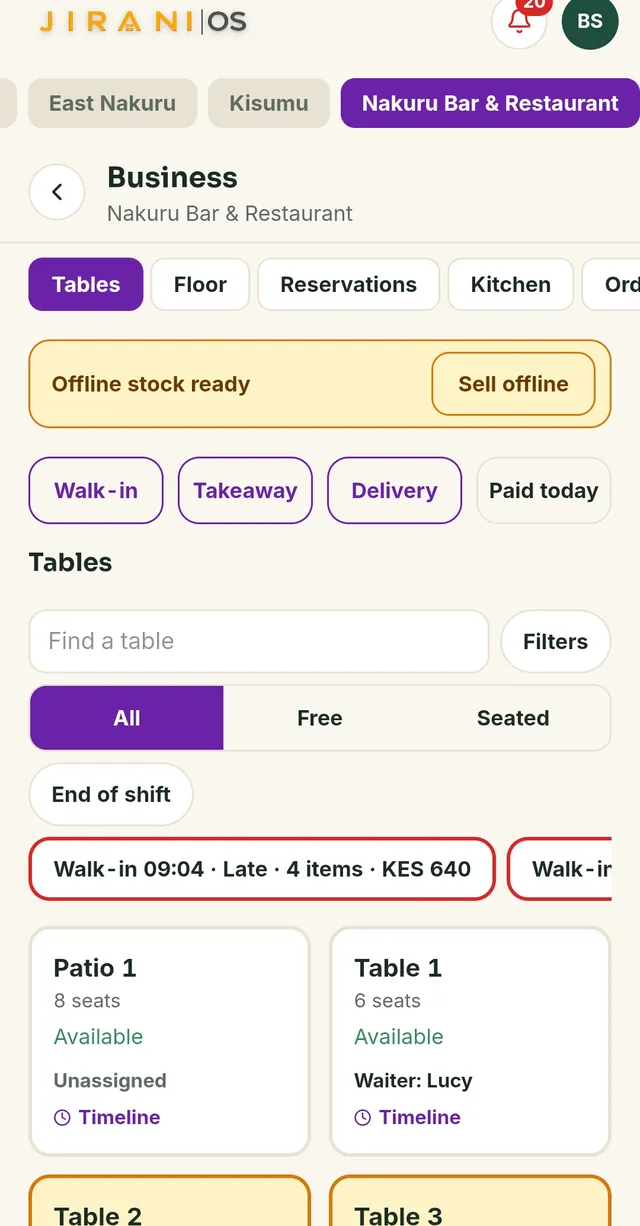 JIRANI|OS
20
BS
East Nakuru
Kisumu
Nakuru Bar & Restaurant
Business
Nakuru Bar & Restaurant
Tables
Floor
Reservations
Kitchen
Ord
Offline stock ready
Sell offline
Walk-in
Takeaway
Delivery
Paid today
Tables
Find a table
Filters
All
Free
Seated
End of shift
Walk-in 09:04 · Late · 4 items · KES 640
Walk-in
Patio 1
8 seats
Available
Unassigned
Timeline
Table 1
6 seats
Available
Waiter: Lucy
Timeline
Table 2
Table 3